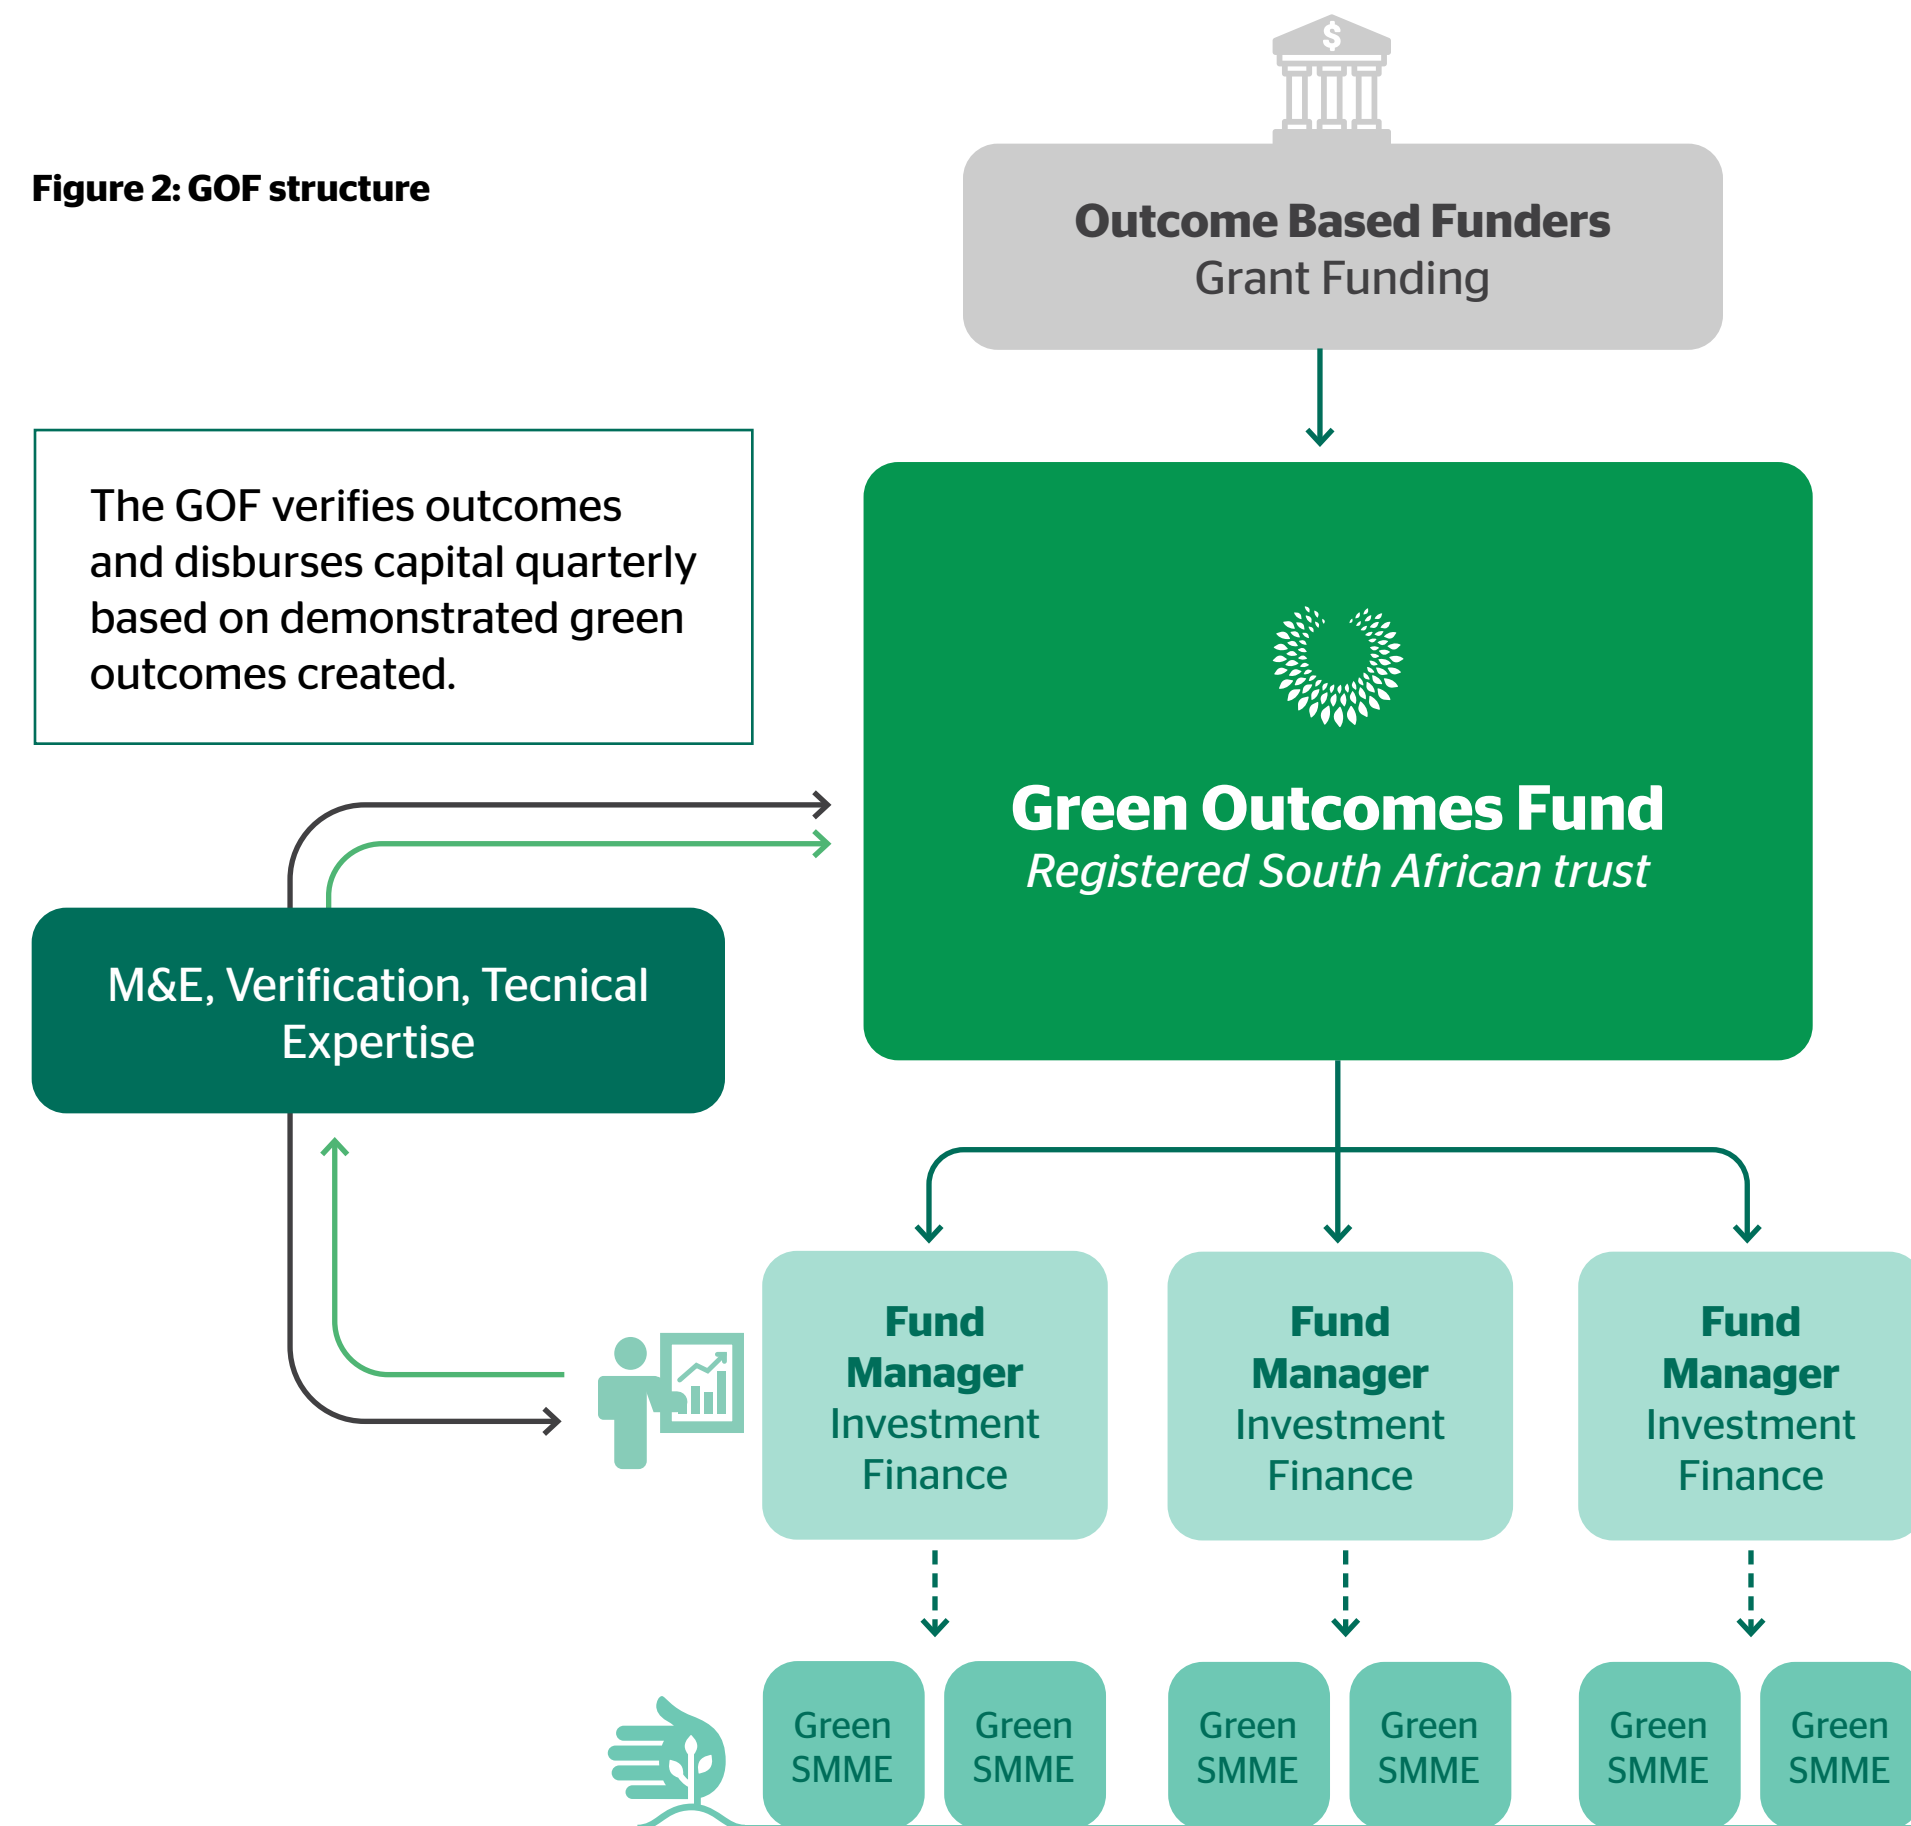 $
Figure 2: GOF structure
Outcome Based Funders
Grant Funding
The GOF verifies outcomes
and disburses capital quarterly
based on demonstrated green
outcomes created.
Green Outcomes Fund
Registered South African trust
M&E, Verification, Tecnical
Expertise
Fund
Manager
Investment
Finance
Fund
Manager
Investment
Finance
Fund
Manager
Investment
Finance
Green
SMME
Green
SMME
Green
SMME
Green
SMME
Green
SMME
Green
SMME